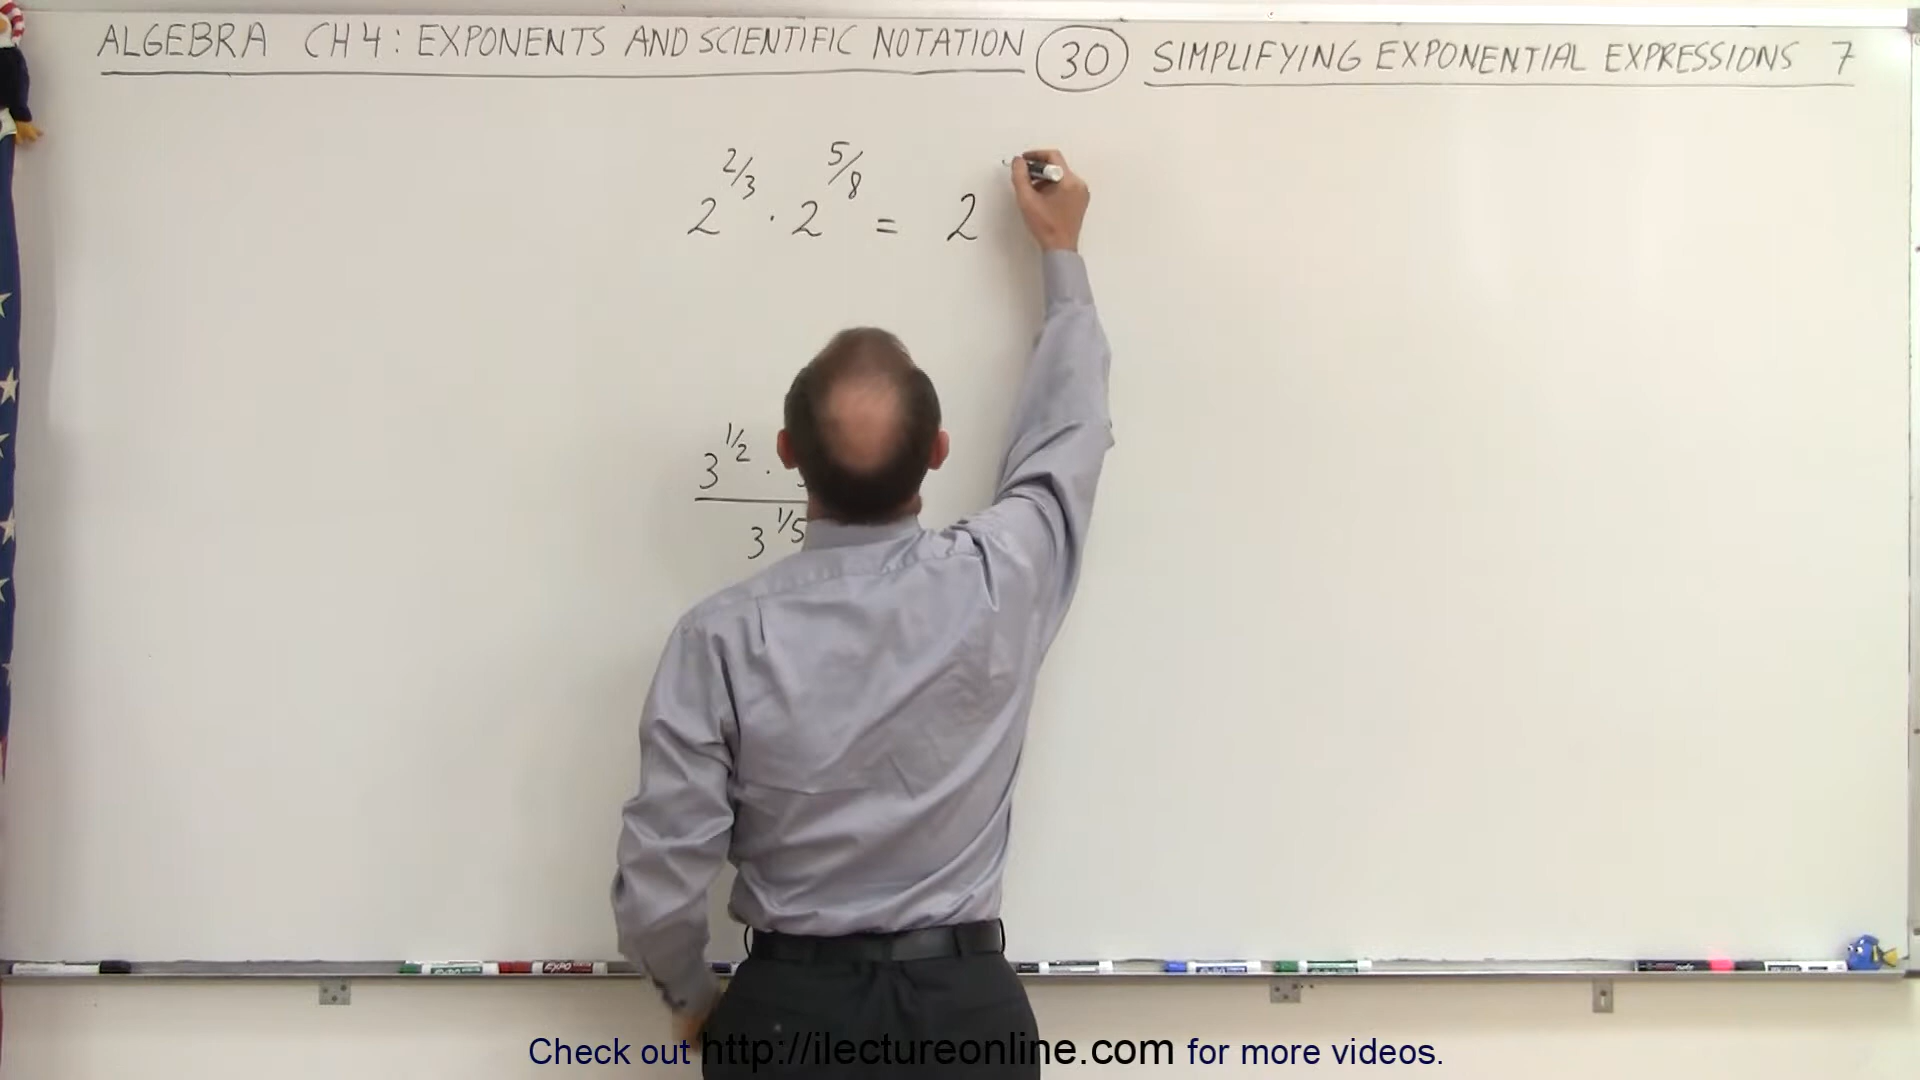 ALGEBRA CH 4: EXPONENTS AND SCIENTIFIC NOTATION 30 SIMPLIFYING EXPONENTIAL EXPRESSIONS 7
2^2/3 · 2^5/8 = 2
3^1/2 ·
3^1/5
EXPO
Check out http://ilectureonline.com for more videos.